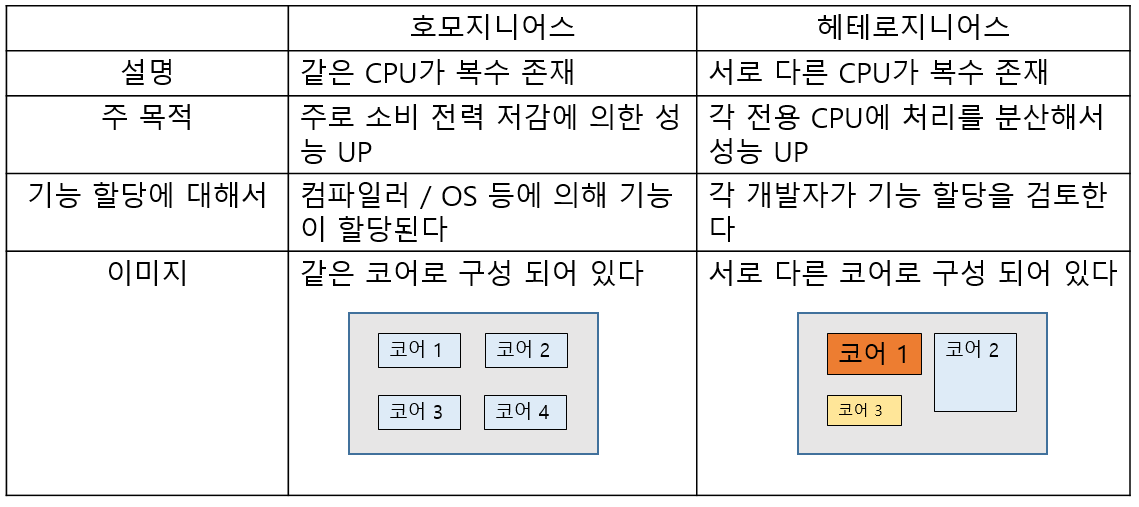 호모지니어스
헤테로지니어스
설명
같은 CPU가 복수 존재
서로 다른 CPU가 복수 존재
주 목적
주로 소비 전력 저감에 의한 성
능 UP
각 전용 CPU에 처리를 분산해서
성능 UP
기능 할당에 대해서
컴파일러 / OS 등에 의해 기능
이 할당된다
각 개발자가 기능 할당을 검토한
다
이미지
같은 코어로 구성 되어 있다
서로 다른 코어로 구성 되어 있다
코어 1
코어 2
코어 3
코어 4
코어 1
코어 2
코어 3